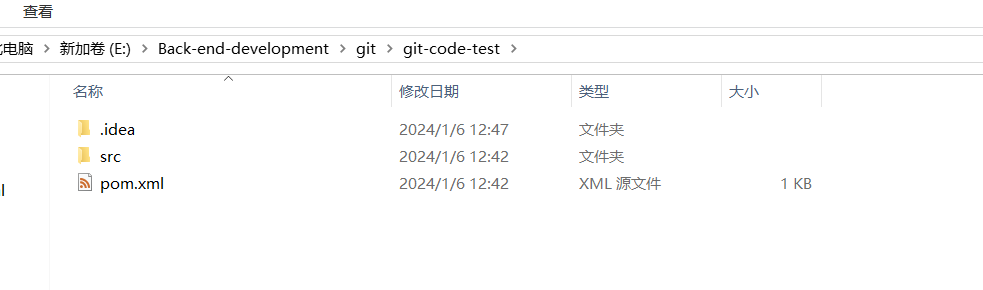 查看
电脑 > 新加卷 (E:) > Back-end-development > git > git-code-test >
名称 修改日期 类型 大小
.idea 2024/1/6 12:47 文件夹
src 2024/1/6 12:42 文件夹
pom.xml 2024/1/6 12:42 XML 源文件 1 KB